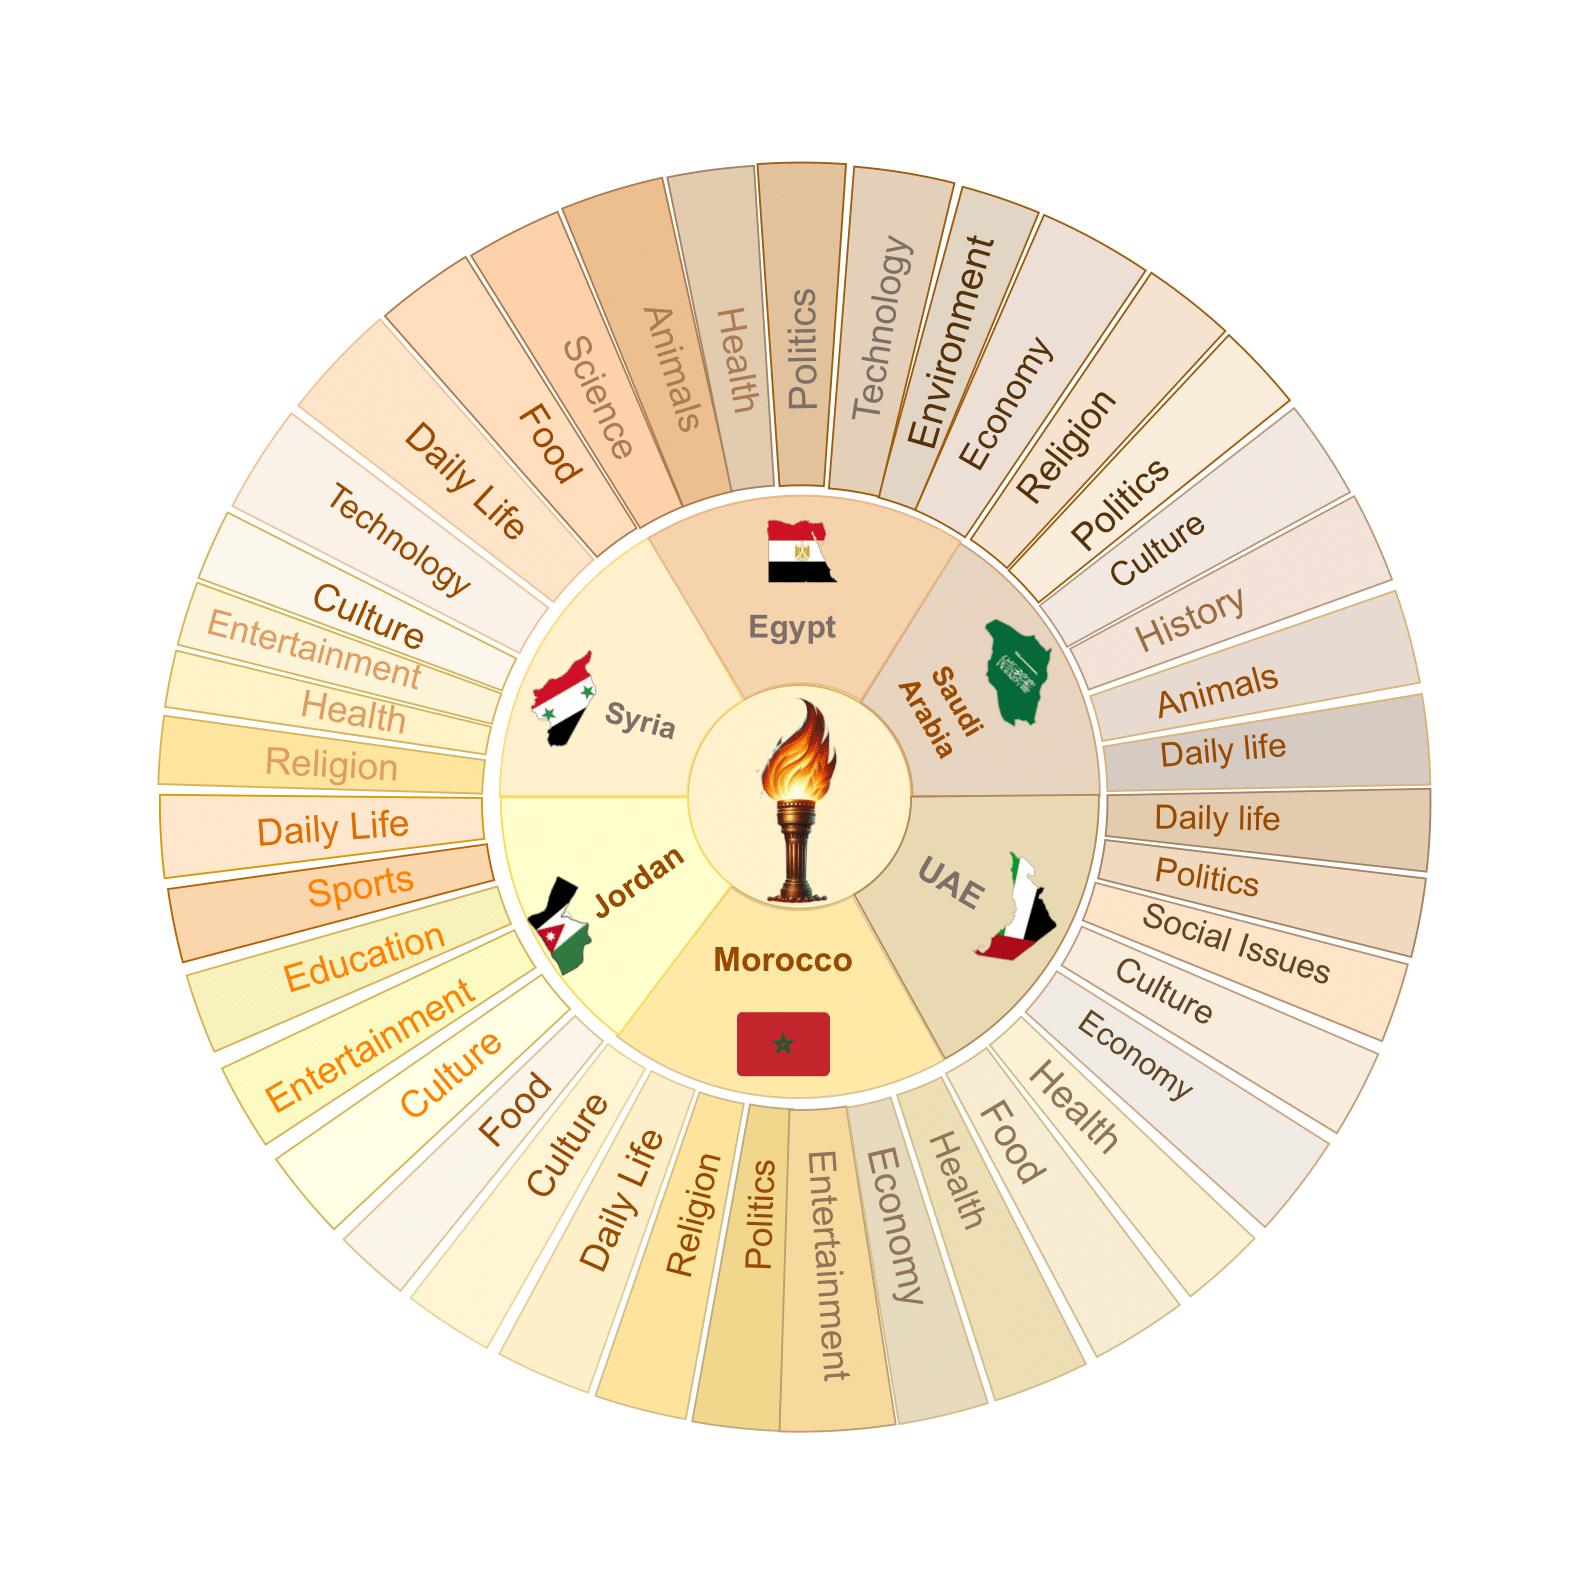 Egypt
Saudi
Arabia
UAE
Morocco
Jordan
Syria
Politics
Technology
Environment
Economy
Religion
Politics
Culture
History
Animals
Daily life
Daily life
Politics
Social Issues
Culture
Economy
Health
Food
Health
Economy
Entertainment
Politics
Religion
Daily Life
Culture
Food
Culture
Entertainment
Education
Sports
Daily Life
Religion
Health
Entertainment
Culture
Technology
Daily Life
Food
Science
Animals
Health